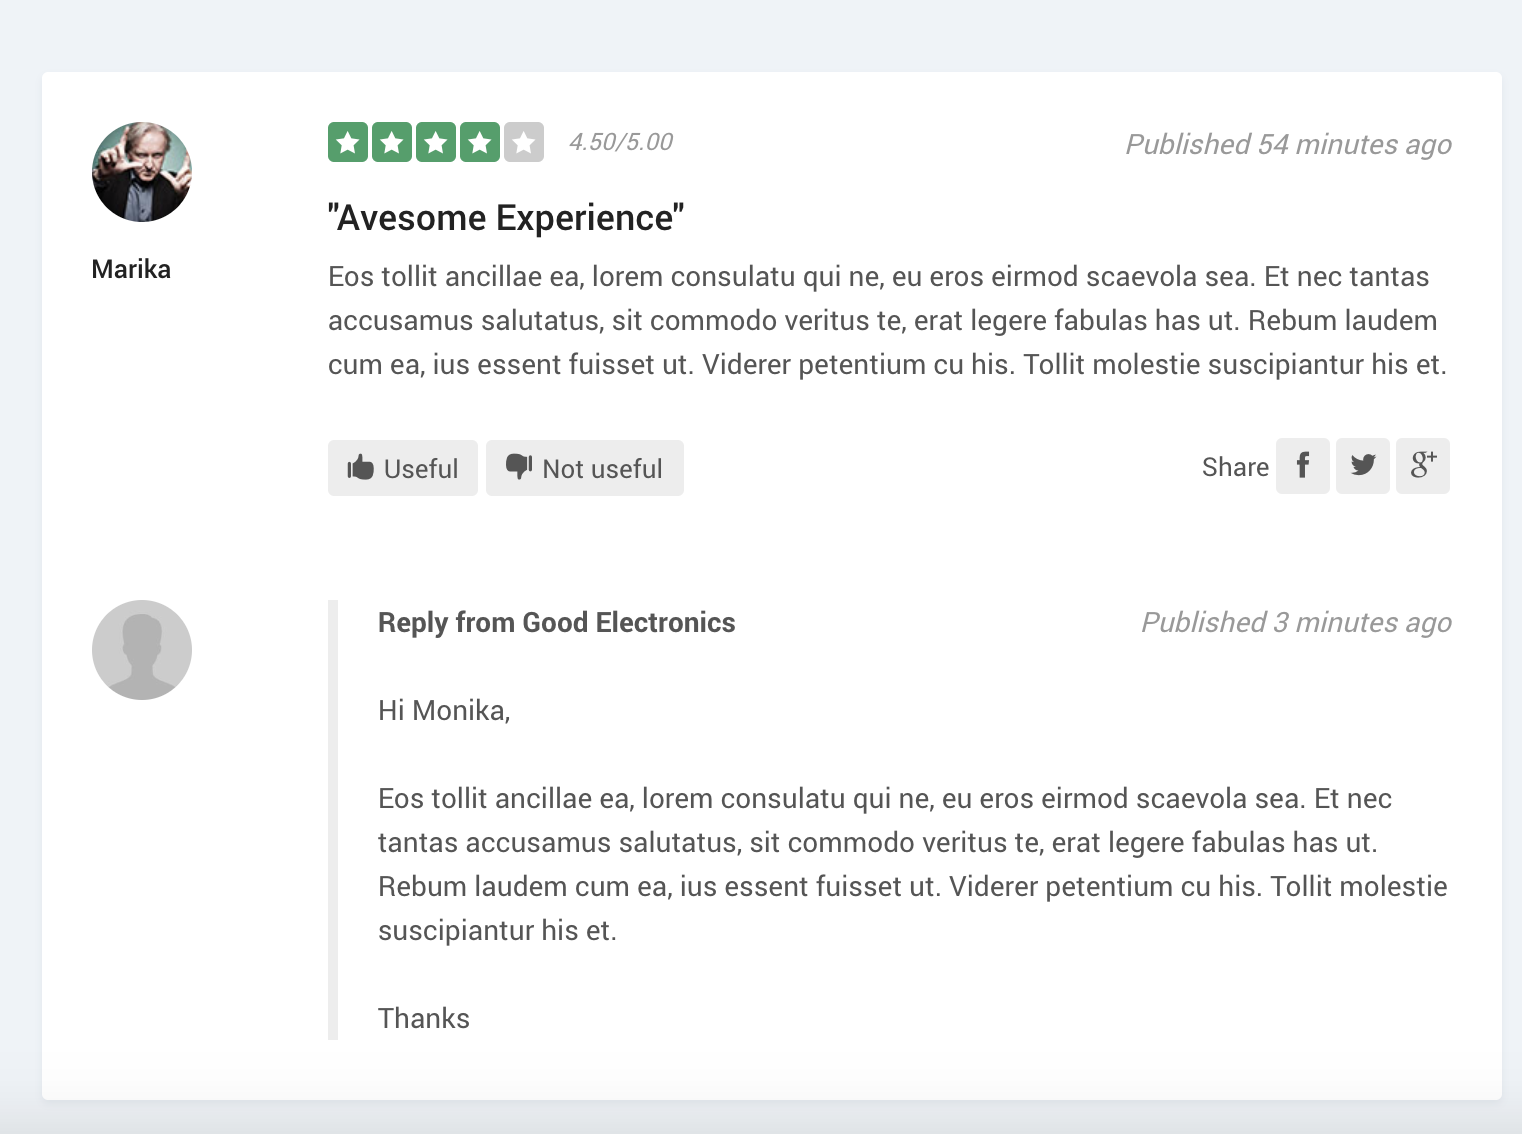 4.50/5.00
Published 54 minutes ago
"Avesome Experience"
Marika
Eos tollit ancillae ea, lorem consulatu qui ne, eu eros eirmod scaevola sea. Et nec tantas
accusamus salutatus, sit commodo veritus te, erat legere fabulas has ut. Rebum laudem
cum ea, ius essent fuisset ut. Viderer petentium cu his. Tollit molestie suscipiantur his et.
Useful
Not useful
Share
f
g+
Reply from Good Electronics
Published 3 minutes ago
Hi Monika,
Eos tollit ancillae ea, lorem consulatu qui ne, eu eros eirmod scaevola sea. Et nec
tantas accusamus salutatus, sit commodo veritus te, erat legere fabulas has ut.
Rebum laudem cum ea, ius essent fuisset ut. Viderer petentium cu his. Tollit molestie
suscipiantur his et.
Thanks